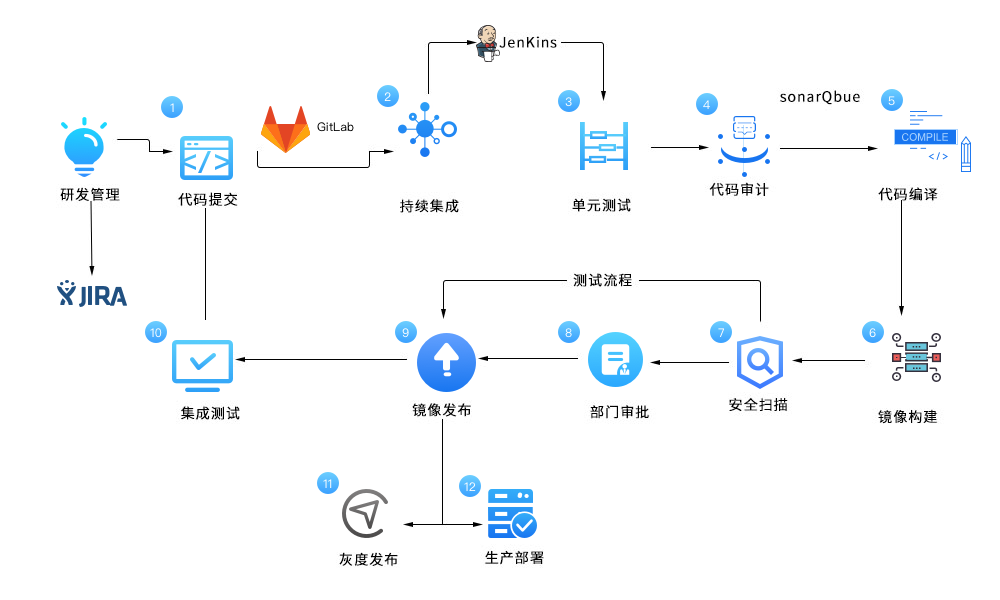 JenKins
1
GitLab
2
3
4
sonarQbue
5
COMPILE
</>
</>
研发管理
代码提交
持续集成
单元测试
代码审计
代码编译
JIRA
测试流程
10
9
8
7
6
集成测试
镜像发布
部门审批
安全扫描
镜像构建
11
12
灰度发布
生产部署